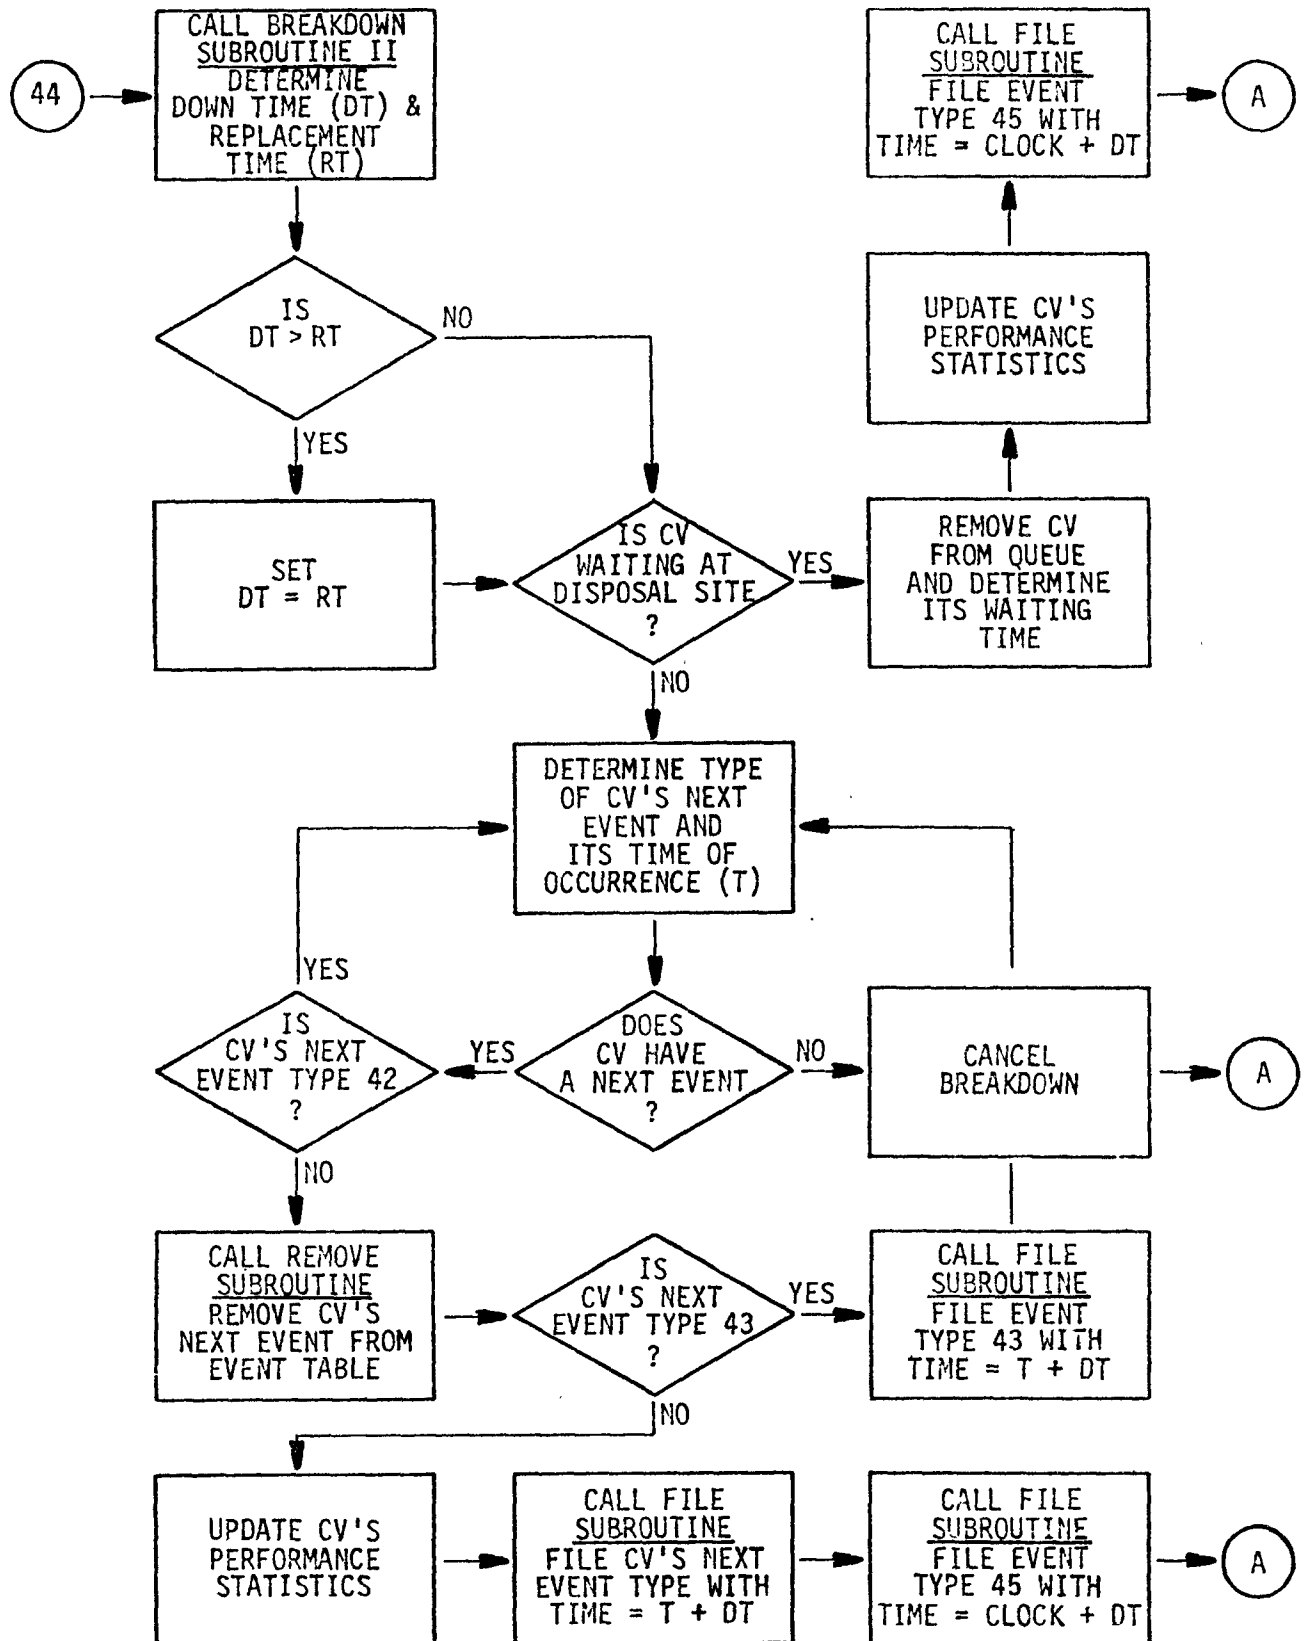 44
CALL BREAKDOWN
SUBROUTINE II
DETERMINE
DOWN TIME (DT) &
REPLACEMENT
TIME (RT)
CALL FILE
SUBROUTINE
FILE EVENT
TYPE 45 WITH
TIME = CLOCK + DT
A
IS
DT > RT
NO
YES
UPDATE CV'S
PERFORMANCE
STATISTICS
SET
DT = RT
IS CV
WAITING AT
DISPOSAL SITE
?
YES
NO
REMOVE CV
FROM QUEUE
AND DETERMINE
ITS WAITING
TIME
DETERMINE TYPE
OF CV'S NEXT
EVENT AND
ITS TIME OF
OCCURRENCE (T)
YES
IS
CV'S NEXT
EVENT TYPE 42
?
NO
YES
DOES
CV HAVE
A NEXT EVENT
?
NO
CANCEL
BREAKDOWN
A
CALL REMOVE
SUBROUTINE
REMOVE CV'S
NEXT EVENT FROM
EVENT TABLE
IS
CV'S NEXT
EVENT TYPE 43
?
YES
NO
CALL FILE
SUBROUTINE
FILE EVENT
TYPE 43 WITH
TIME = T + DT
UPDATE CV'S
PERFORMANCE
STATISTICS
CALL FILE
SUBROUTINE
FILE CV'S NEXT
EVENT TYPE WITH
TIME = T + DT
CALL FILE
SUBROUTINE
FILE EVENT
TYPE 45 WITH
TIME = CLOCK + DT
A